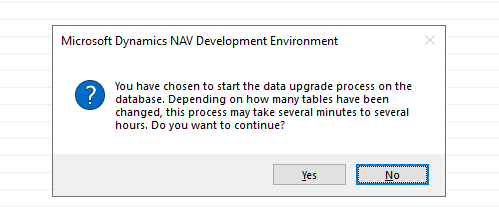 Microsoft Dynamics NAV Development Environment
You have chosen to start the data upgrade process on the
database. Depending on how many tables have been
changed, this process may take several minutes to several
hours. Do you want to continue?
Yes No